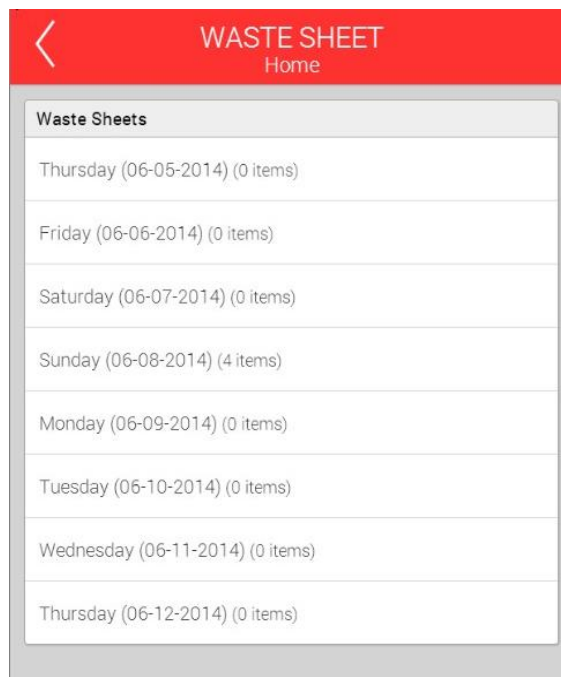 WASTE SHEET
Home
Waste Sheets
Thursday (06-05-2014) (0 items)
Friday (06-06-2014) (0 items)
Saturday (06-07-2014) (0 items)
Sunday (06-08-2014) (4 items)
Monday (06-09-2014) (0 items)
Tuesday (06-10-2014) (0 items)
Wednesday (06-11-2014) (0 items)
Thursday (06-12-2014) (0 items)